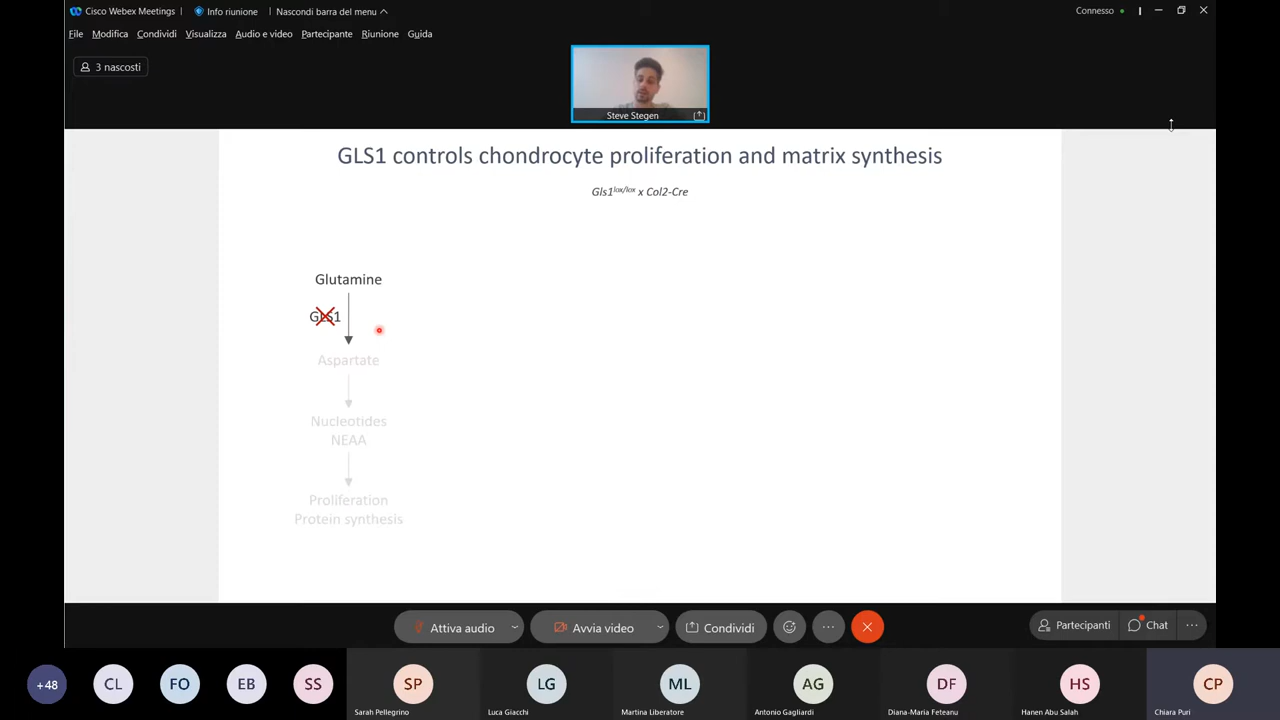 Cisco Webex Meetings
Info riunione
Nascondi barra del menu
Connesso
File Modifica Condividi Visualizza Audio e video Partecipante Riunione Guida
3 nascosti
Steve Stegen
GLS1 controls chondrocyte proliferation and matrix synthesis
Gls1lox/lox x Col2-Cre
Glutamine
GLS1
Aspartate
Nucleotides
NEAA
Proliferation
Protein synthesis
Attiva audio
Avvia video
Condividi
Partecipanti
Chat
+48 CL FO EB SS SP LG ML AG DF HS CP
Sarah Pellegrino Luca Giacchi Martina Liberatore Antonio Gagliardi Diana-Maria Feteanu Hanen Abu Salah Chiara Puri